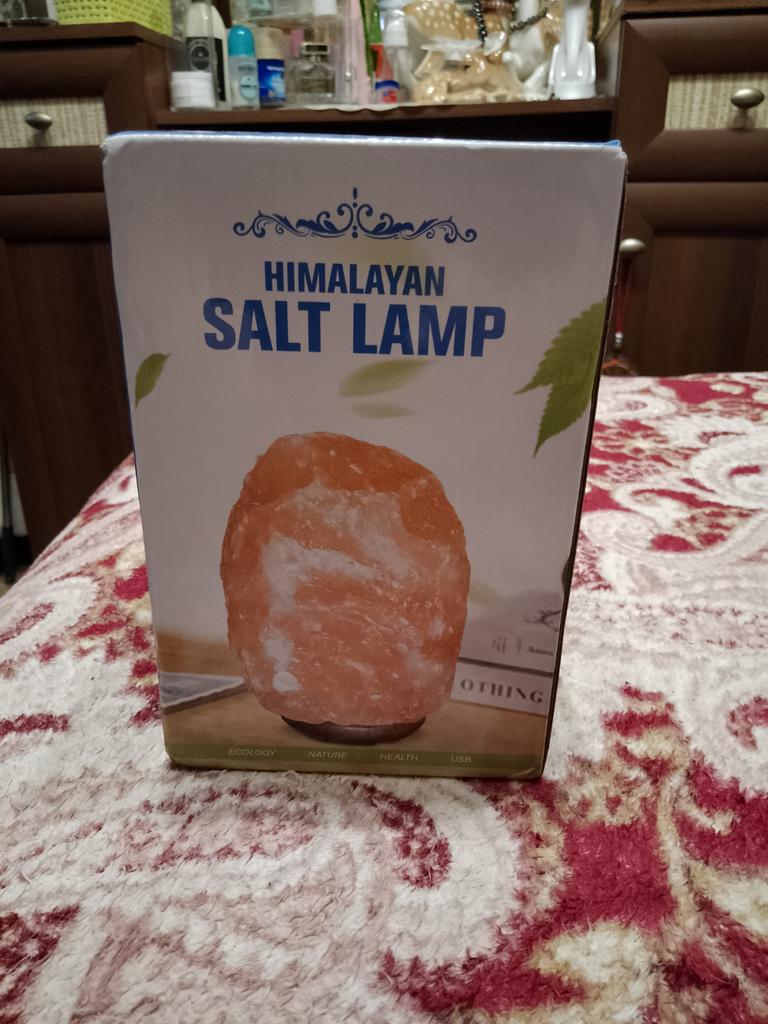 HIMALAYAN
SALT LAMP
OTHING
ECOLOGY NATURE HEALTH USB